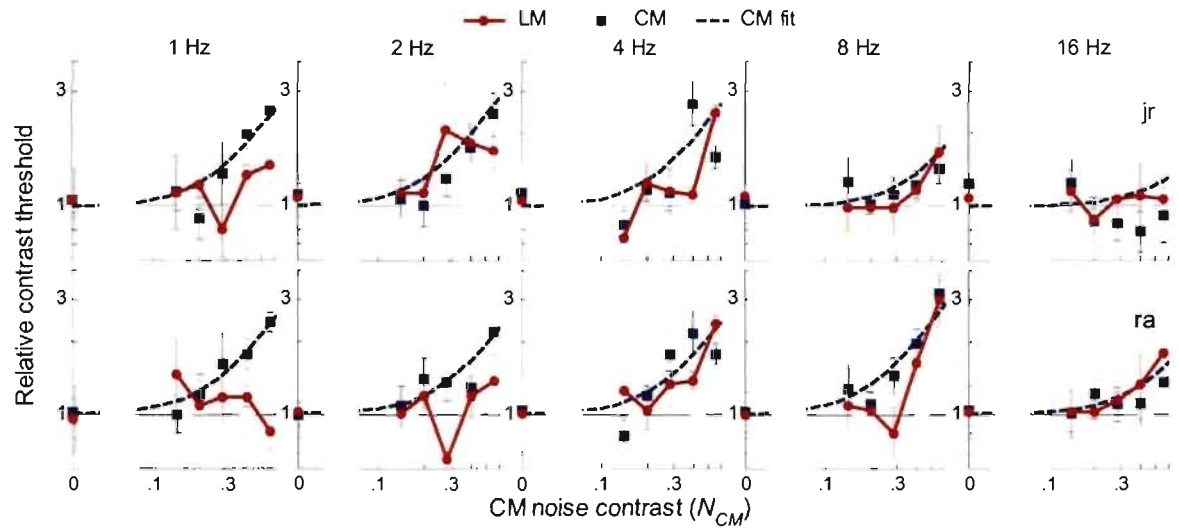 LM CM CM fit
1 Hz 2 Hz 4 Hz 8 Hz 16 Hz
3 3 3 3 3
jr
1 1 1 1 1
3 3 3 3 3
ra
1 1 1 1 1
0 .1 .3 0 .1 .3 0 .1 .3 0 .1 .3 0 .1 .3
Relative contrast threshold
CM noise contrast (N_CM)